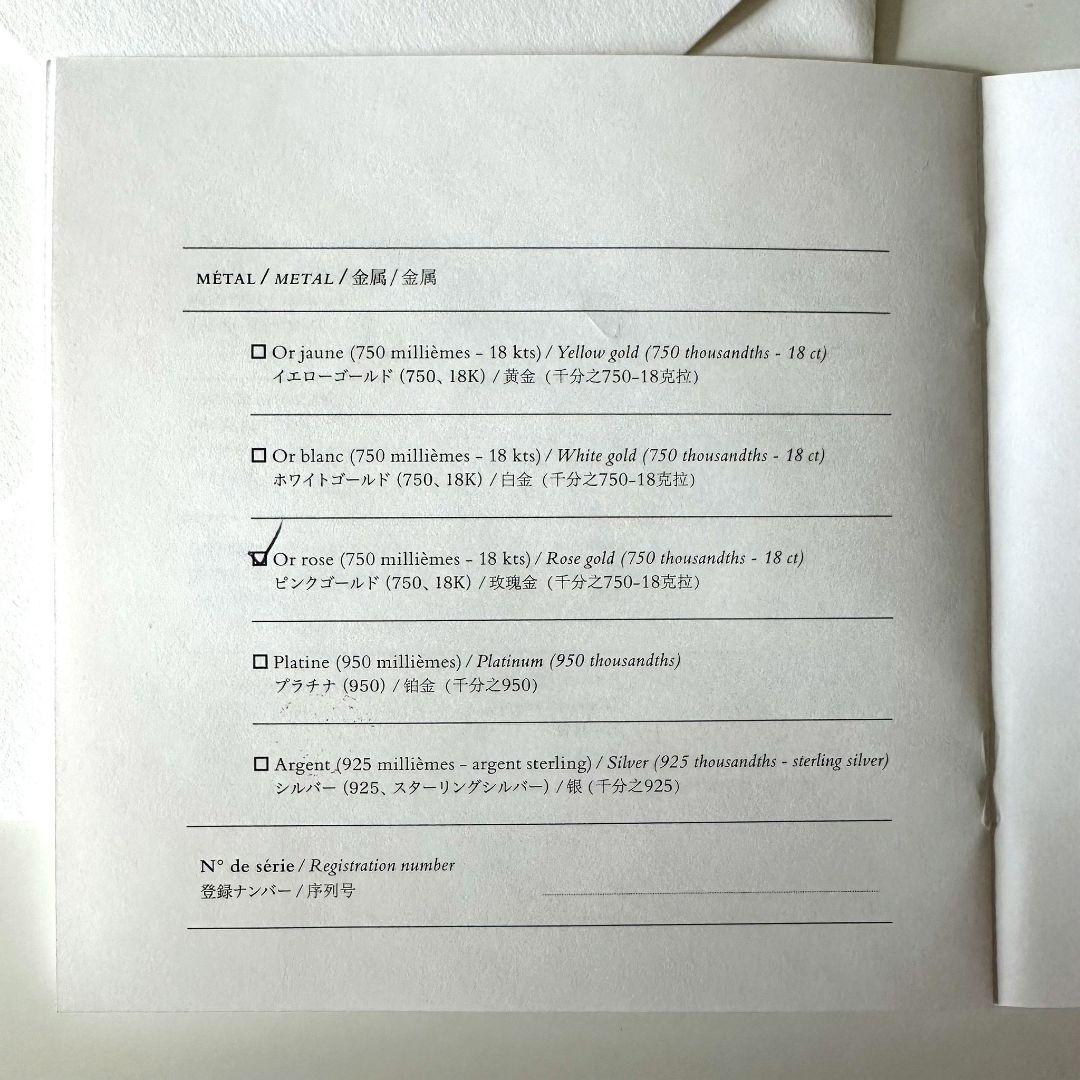 MÉTAL / METAL / 金属 / 金属
☐ Or jaune (750 millièmes - 18 kts) / Yellow gold (750 thousandths - 18 ct)
イエローゴールド (750、18K) / 黄金 (千分之750-18克拉)
☐ Or blanc (750 millièmes - 18 kts) / White gold (750 thousandths - 18 ct)
ホワイトゴールド (750、18K) / 白金 (千分之750-18克拉)
☑ Or rose (750 millièmes - 18 kts) / Rose gold (750 thousandths - 18 ct)
ピンクゴールド (750、18K) / 玫瑰金 (千分之750-18克拉)
☐ Platine (950 millièmes) / Platinum (950 thousandths)
プラチナ (950) / 铂金 (千分之950)
☐ Argent (925 millièmes - argent sterling) / Silver (925 thousandths - sterling silver)
シルバー (925、スターリングシルバー) / 银 (千分之925)
N° de série / Registration number
登録ナンバー / 序列号